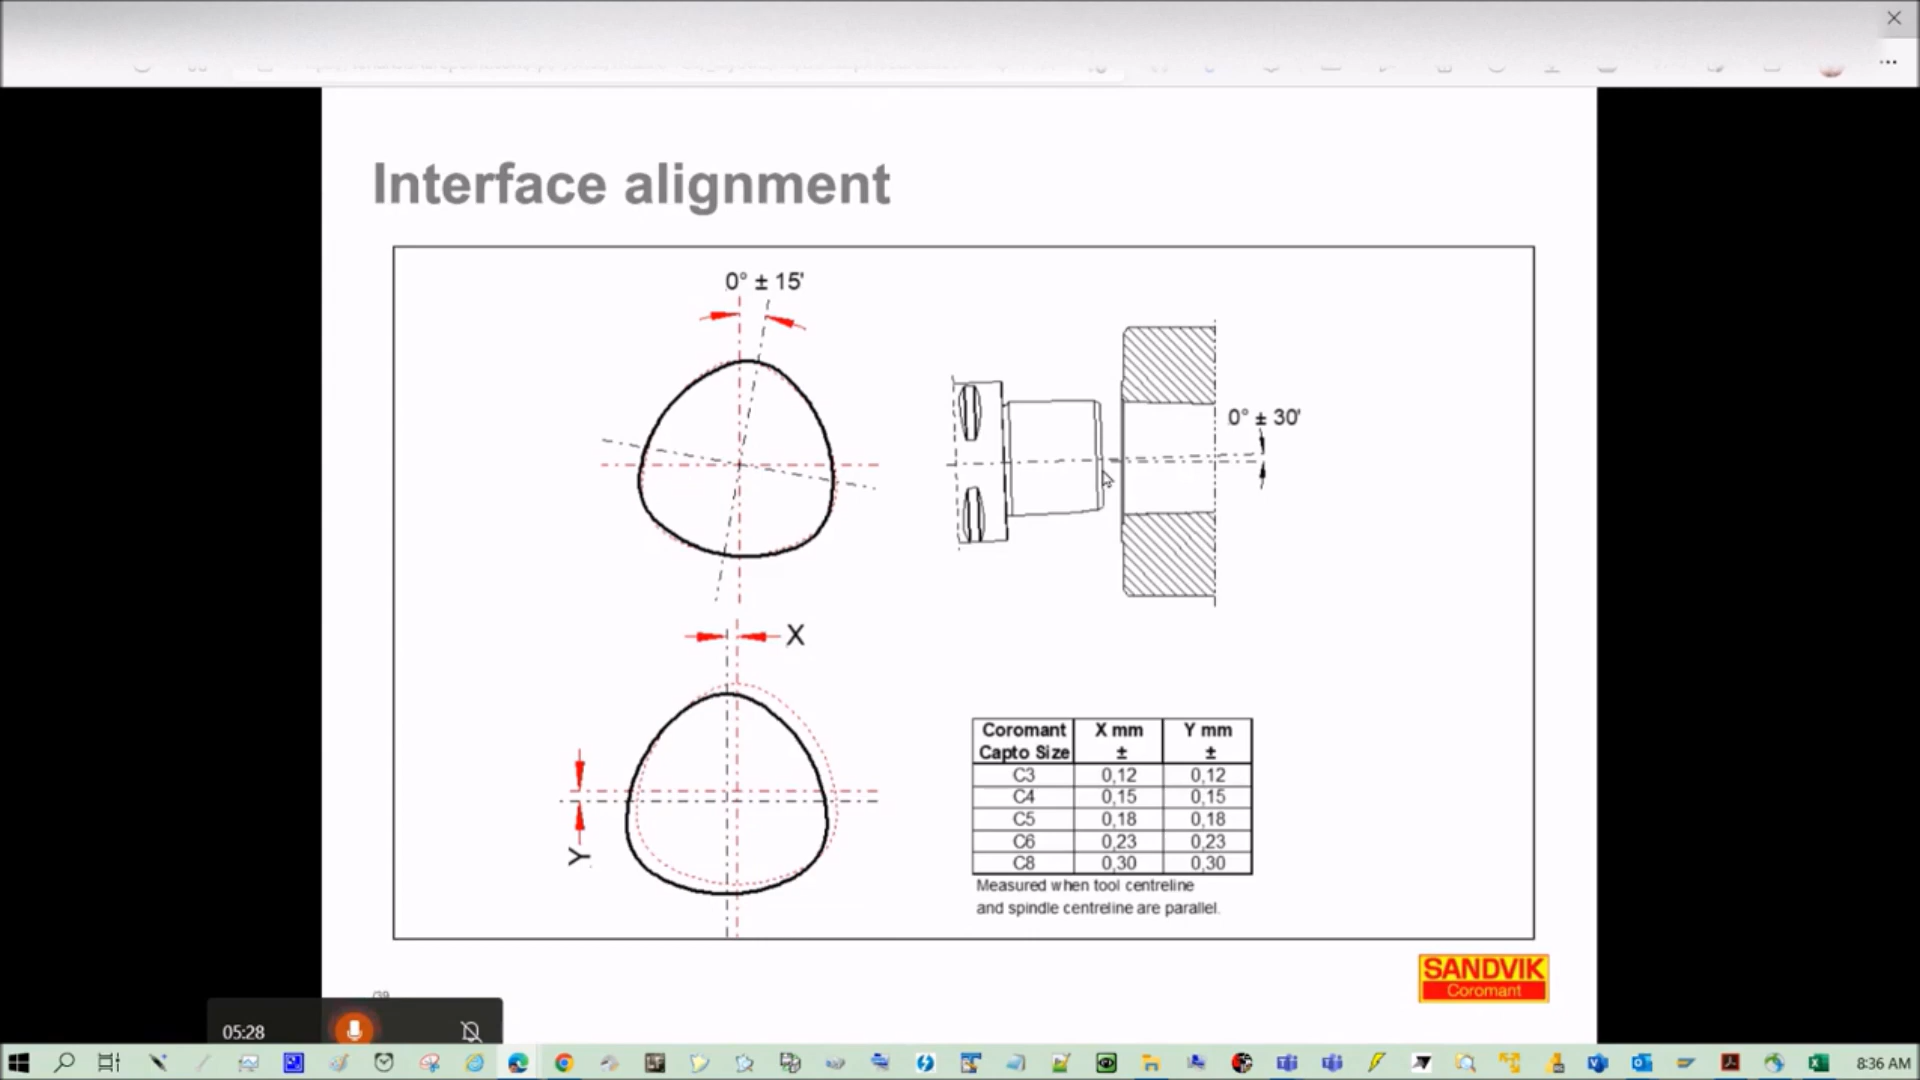 Interface alignment
0° ± 15'
0° ± 30'
X
Y
Coromant Capto Size X mm ± Y mm ±
C3 0,12 0,12
C4 0,15 0,15
C5 0,18 0,18
C6 0,23 0,23
C8 0,30 0,30
Measured when tool centreline
and spindle centreline are parallel.
SANDVIK
Coromant
05:28
8:36 AM